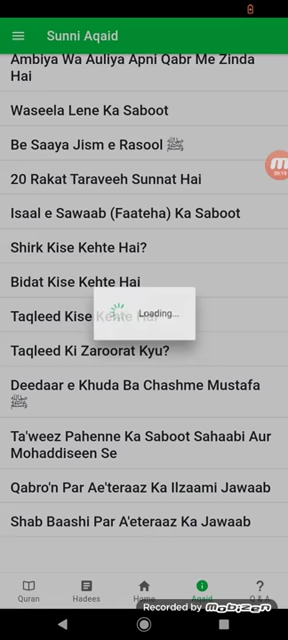 Sunni Aqaid
Ambiya Wa Auliya Apni Qabr Me Zinda
Hai
Waseela Lene Ka Saboot
Be Saaya Jism e Rasool ﷺ
20 Rakat Taraveeh Sunnat Hai
Isaal e Sawaab (Faateha) Ka Saboot
Shirk Kise Kehte Hai?
Bidat Kise Kehte Hai
Loading...
Taqleed Kise Kehte Hai
Taqleed Ki Zaroorat Kyu?
Deedaar e Khuda Ba Chashme Mustafa
ﷺ
Ta'weez Pahenne Ka Saboot Sahaabi Aur
Mohaddiseen Se
Qabro'n Par Ae'teraaz Ka Ilzaami Jawaab
Shab Baashi Par A'eteraaz Ka Jawaab
Quran Hadees Home Aqaid Q & A
Recorded by Mobizen